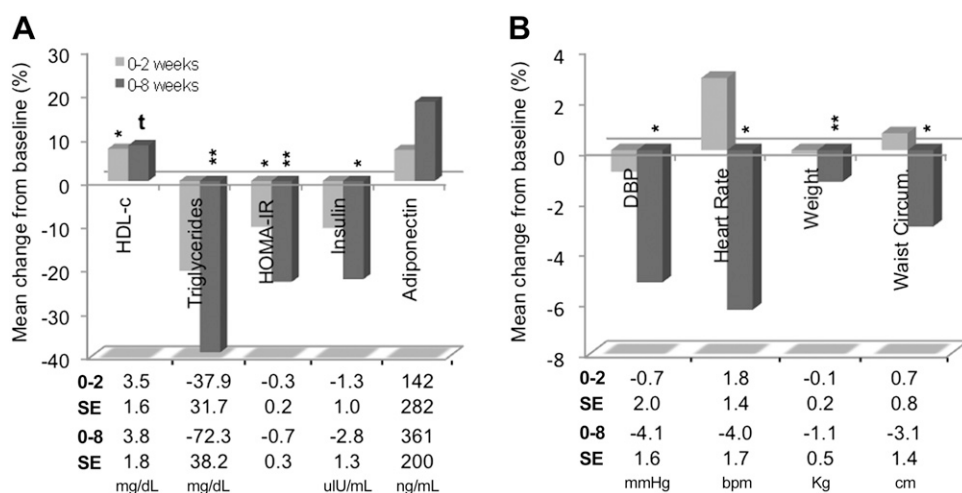 A
Mean change from baseline (%)
30
20
10
0
-10
-20
-30
-40
0-2 weeks
0-8 weeks
* t ** * ** *
HDL-c
Triglycerides
HOMA-IR
Insulin
Adiponectin
0-2 3.5 -37.9 -0.3 -1.3 142
SE 1.6 31.7 0.2 1.0 282
0-8 3.8 -72.3 -0.7 -2.8 361
SE 1.8 38.2 0.3 1.3 200
mg/dL mg/dL uIU/mL ng/mL
B
Mean change from baseline (%)
4
2
0
-2
-4
-6
-8
* * ** *
DBP
Heart Rate
Weight
Waist Circum.
0-2 -0.7 1.8 -0.1 0.7
SE 2.0 1.4 0.2 0.8
0-8 -4.1 -4.0 -1.1 -3.1
SE 1.6 1.7 0.5 1.4
mmHg bpm Kg cm